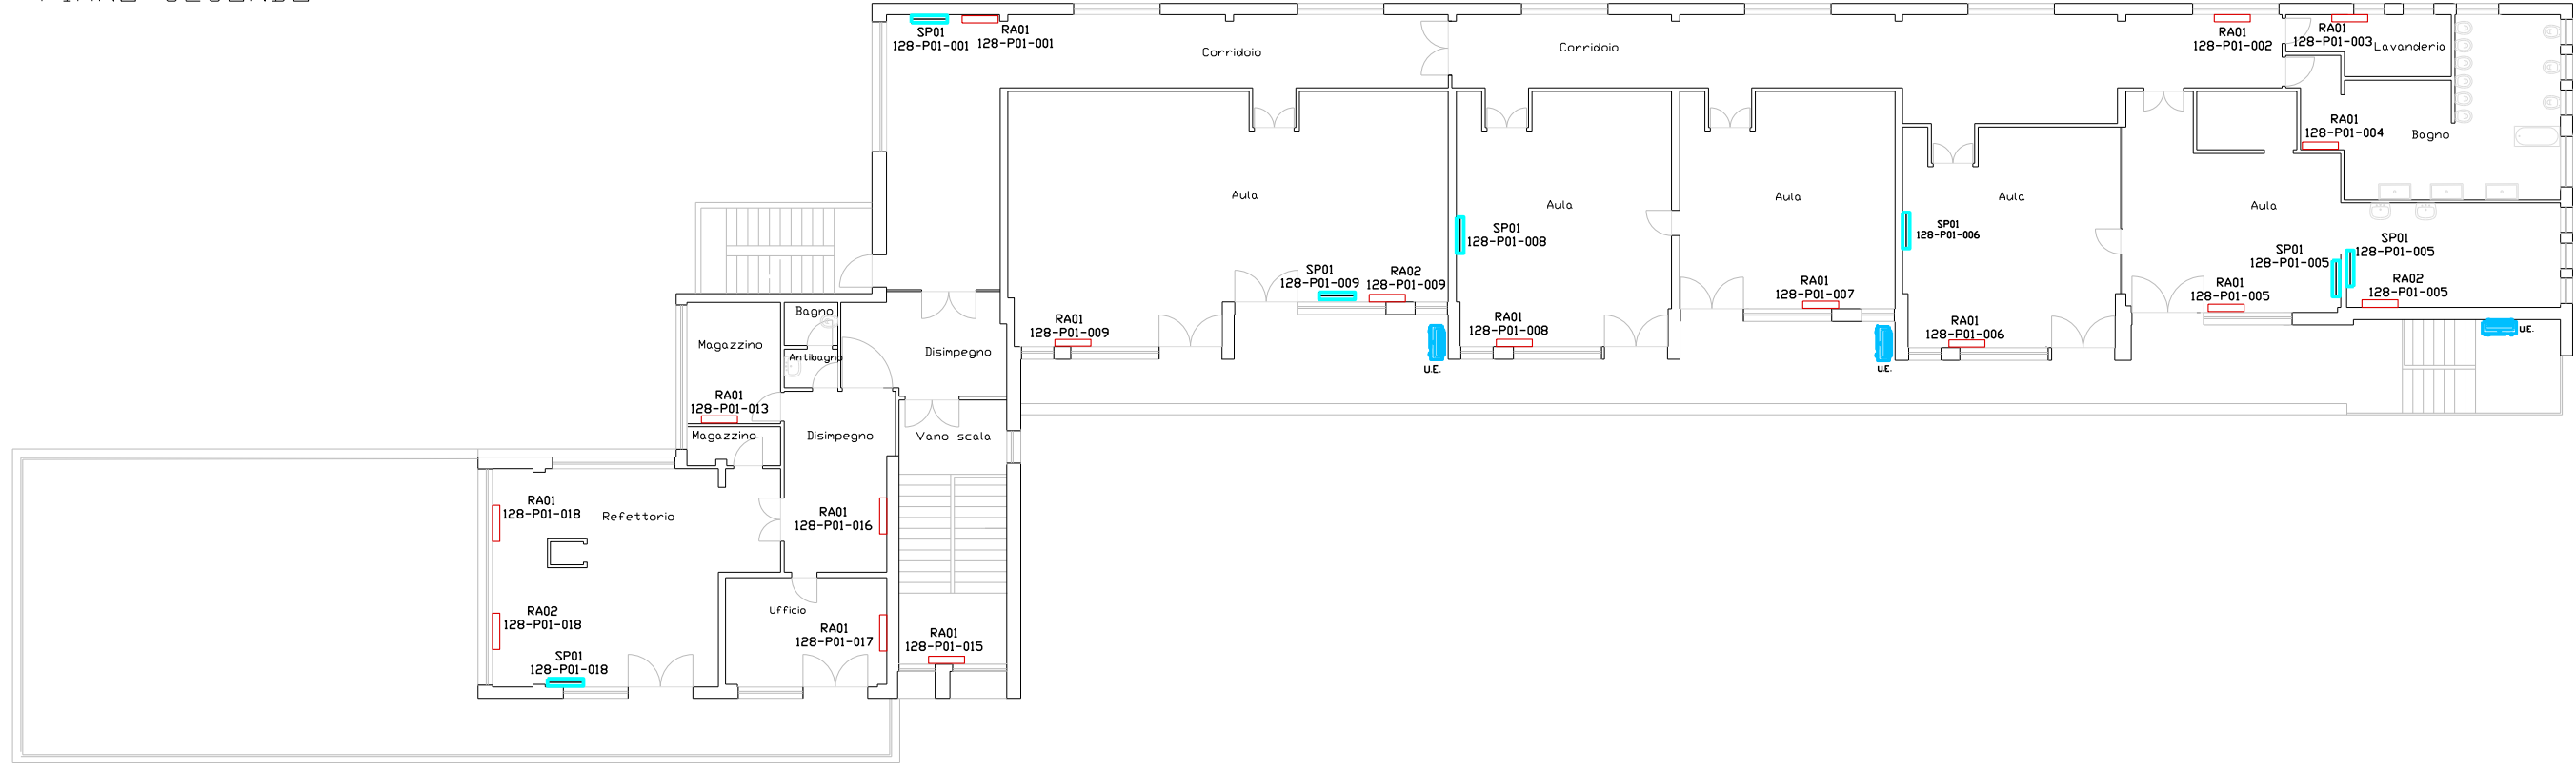 SP01
128-P01-001
RA01
128-P01-001
Corridoio
Corridoio
RA01
128-P01-002
RA01
128-P01-003
Lavanderia
RA01
128-P01-004
Bagno
Aula
Aula
Aula
Aula
Aula
SP01
128-P01-008
SP01
128-P01-006
SP01
128-P01-005
SP01
128-P01-005
SP01
128-P01-009
RA02
128-P01-009
RA01
128-P01-007
RA01
128-P01-005
RA02
128-P01-005
RA01
128-P01-009
RA01
128-P01-008
RA01
128-P01-006
U.E.
U.E.
U.E.
Bagno
Magazzino
Antibagno
Disimpegno
RA01
128-P01-013
Magazzino
Disimpegno
Vano scala
RA01
128-P01-018
Refettorio
RA01
128-P01-016
RA02
128-P01-018
Ufficio
RA01
128-P01-017
RA01
128-P01-015
SP01
128-P01-018